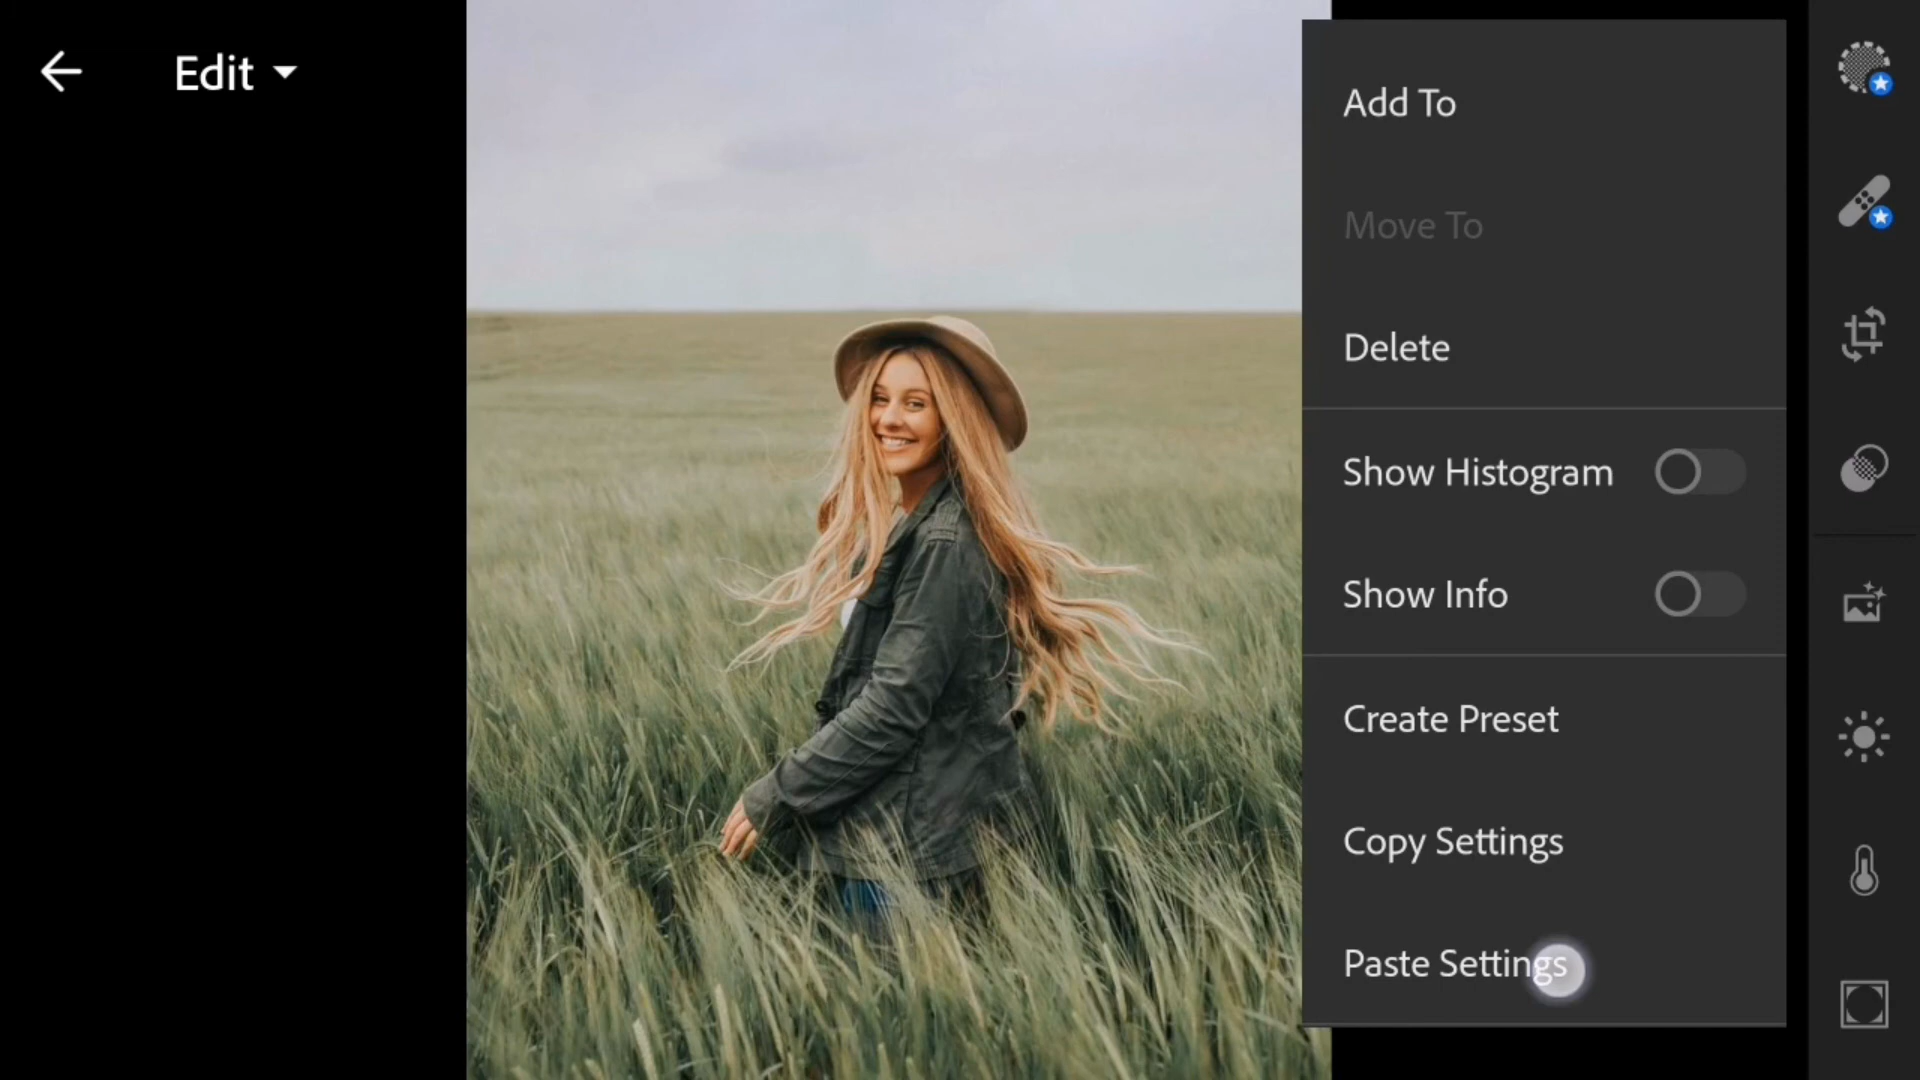 Edit
Add To
Move To
Delete
Show Histogram
Show Info
Create Preset
Copy Settings
Paste Settings